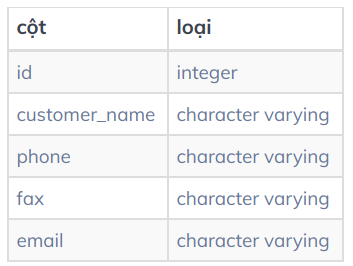 cột loại
id integer
customer_name character varying
phone character varying
fax character varying
email character varying